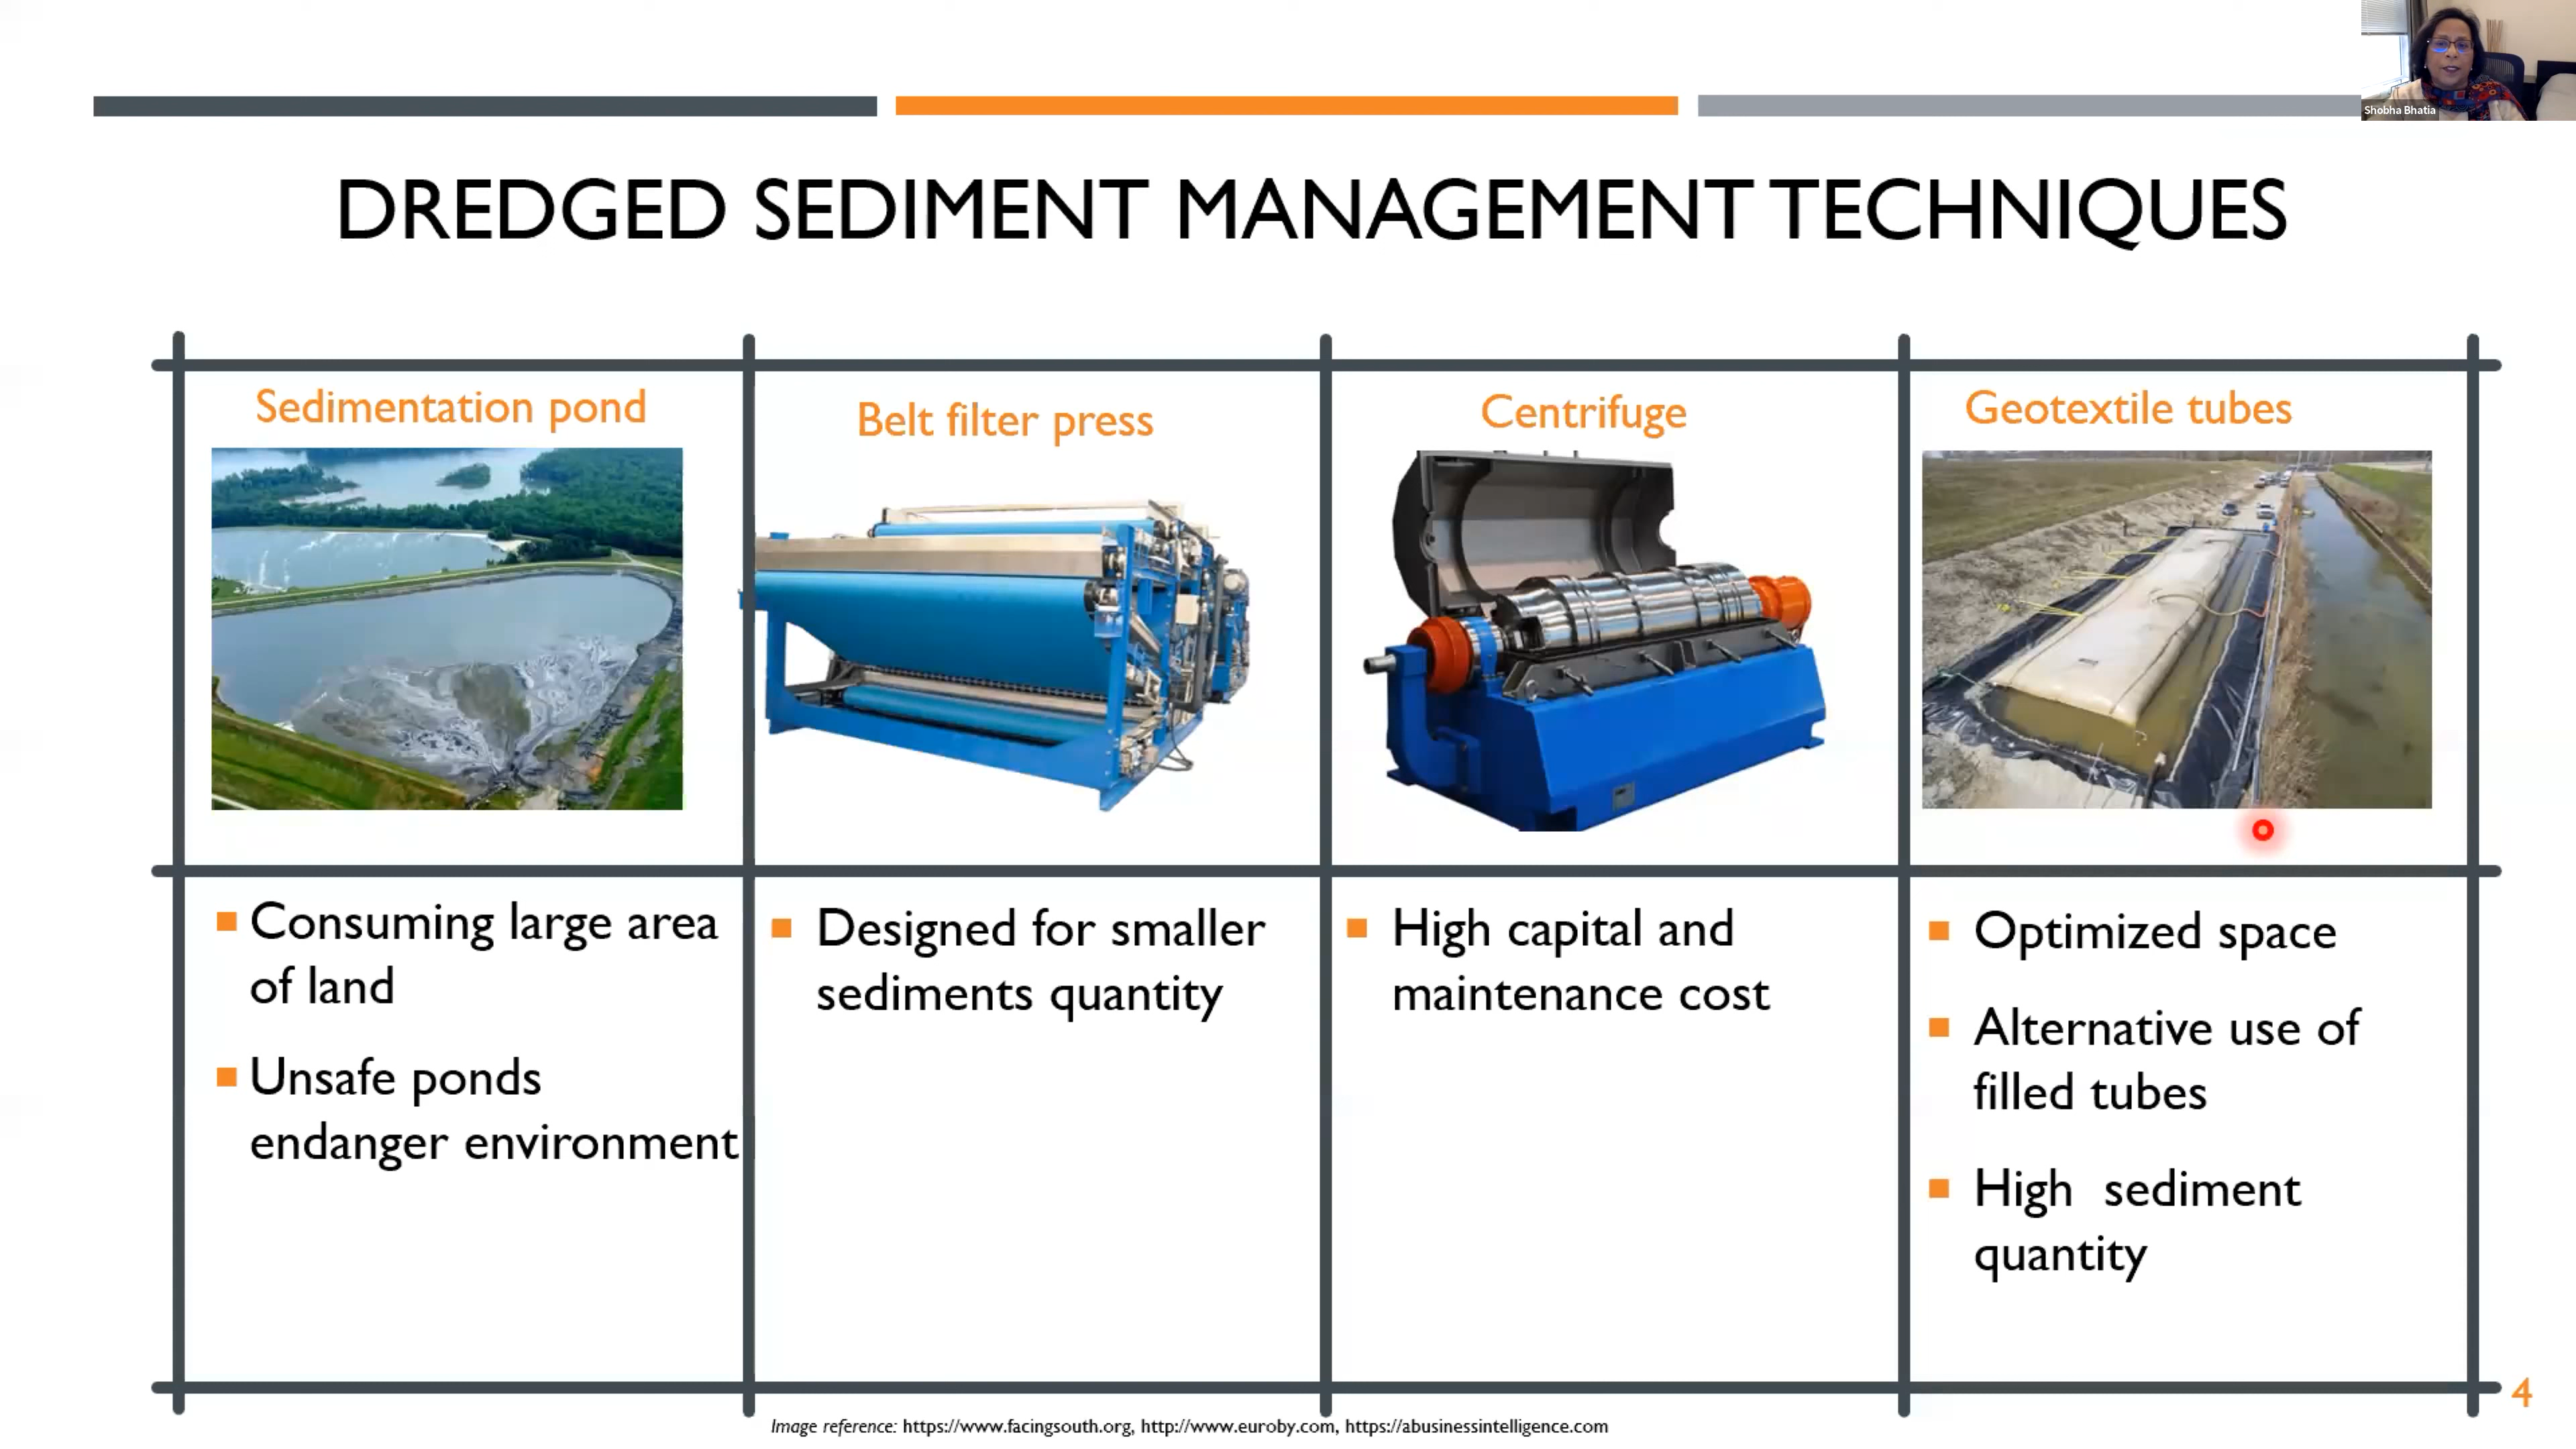 Shobha Bhatia
DREDGED SEDIMENT MANAGEMENT TECHNIQUES
Sedimentation pond
Belt filter press
Centrifuge
Geotextile tubes
Consuming large area
of land
Unsafe ponds
endanger environment
Designed for smaller
sediments quantity
High capital and
maintenance cost
Optimized space
Alternative use of
filled tubes
High sediment
quantity
4
Image reference: https://www.facingsouth.org, http://www.euroby.com, https://abusinessintelligence.com